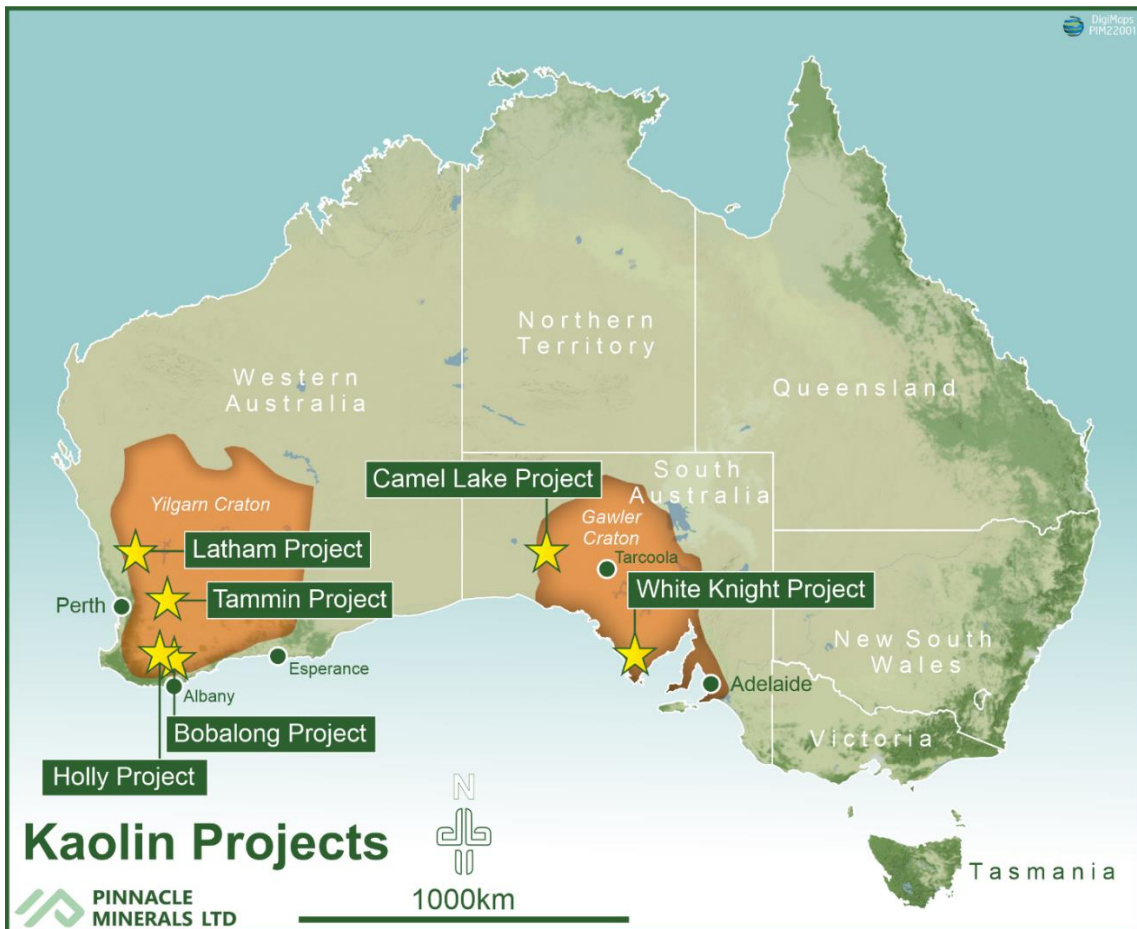 DigiMaps
PIM22001
Northern
Territory
Western
Australia
Queensland
Camel Lake Project
South
Australia
Yilgarn Craton
Gawler
Craton
Latham Project
Tarcoola
White Knight Project
Tammin Project
Perth
New South
Wales
Esperance
Adelaide
Albany
Bobalong Project
Victoria
Holly Project
N
Kaolin Projects
Tasmania
1000km
PINNACLE
MINERALS LTD